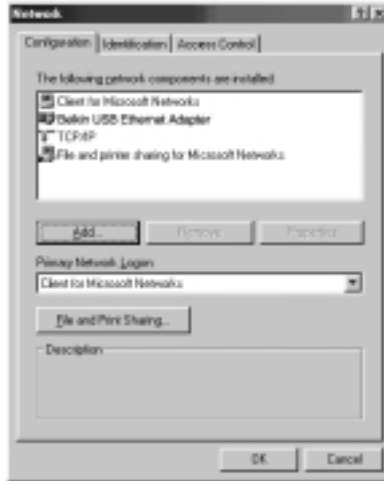 Network
Configuration Identification Access Control
The following network components are installed
Client for Microsoft Networks
Belkin USB Ethernet Adapter
TCP/IP
File and printer sharing for Microsoft Networks
Add... Remove Properties
Primary Network Logon:
Client for Microsoft Networks
File and Print Sharing...
Description
OK Cancel